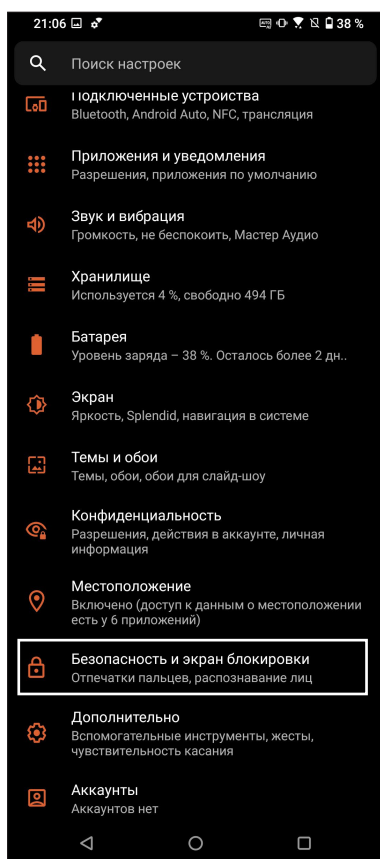 21:06
38 %
Поиск настроек
Подключенные устройства
Bluetooth, Android Auto, NFC, трансляция
Приложения и уведомления
Разрешения, приложения по умолчанию
Звук и вибрация
Громкость, не беспокоить, Мастер Аудио
Хранилище
Используется 4 %, свободно 494 ГБ
Батарея
Уровень заряда – 38 %. Осталось более 2 дн..
Экран
Яркость, Splendid, навигация в системе
Темы и обои
Темы, обои, обои для слайд-шоу
Конфиденциальность
Разрешения, действия в аккаунте, личная
информация
Местоположение
Включено (доступ к данным о местоположении
есть у 6 приложений)
Безопасность и экран блокировки
Отпечатки пальцев, распознавание лиц
Дополнительно
Вспомогательные инструменты, жесты,
чувствительность касания
Аккаунты
Аккаунтов нет